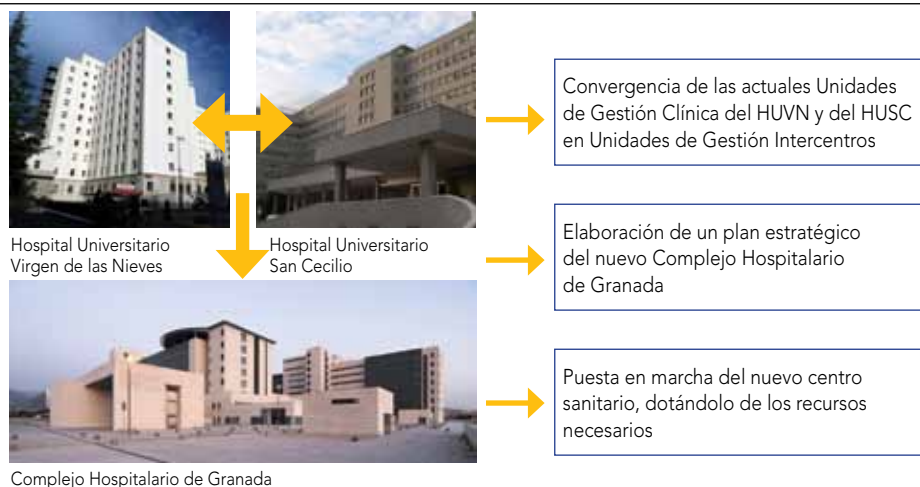 Hospital Universitario
Virgen de las Nieves
Hospital Universitario
San Cecilio
Complejo Hospitalario de Granada
Convergencia de las actuales Unidades
de Gestión Clínica del HUVN y del HUSC
en Unidades de Gestión Intercentros
Elaboración de un plan estratégico
del nuevo Complejo Hospitalario
de Granada
Puesta en marcha del nuevo centro
sanitario, dotándolo de los recursos
necesarios